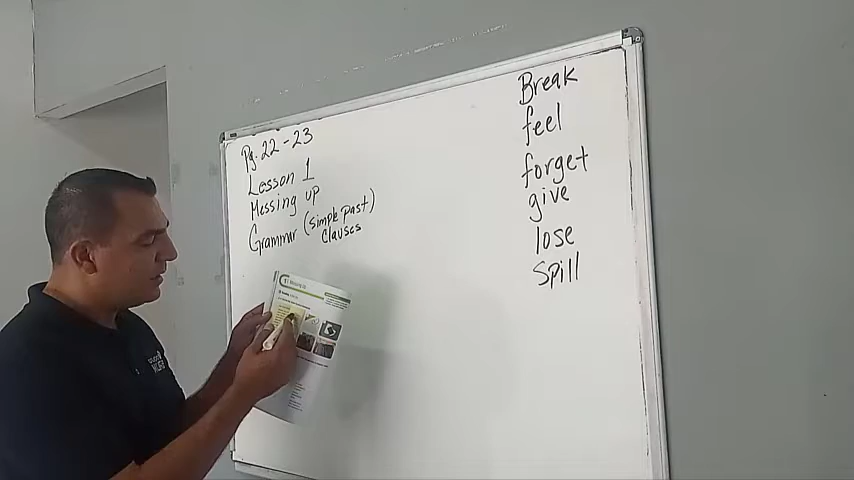 Pg. 22-23
Lesson 1
Messing up
Grammar (simple past)
clauses
Break
feel
forget
give
lose
spill